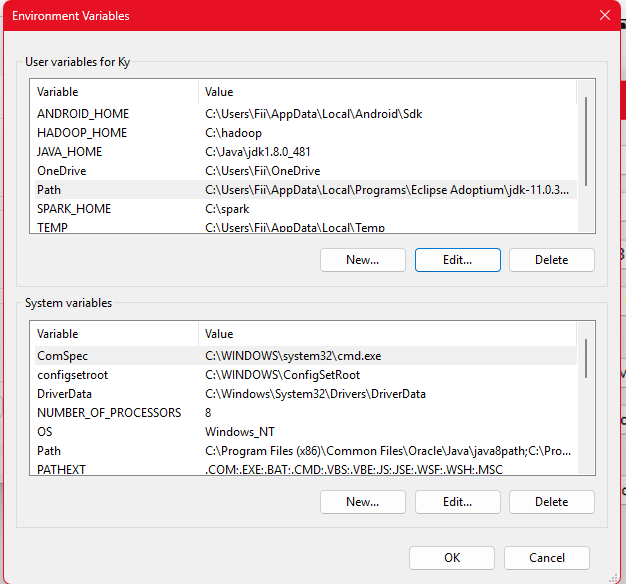 Environment Variables
User variables for Ky
Variable Value
ANDROID_HOME C:\Users\Fii\AppData\Local\Android\Sdk
HADOOP_HOME C:\hadoop
JAVA_HOME C:\Java\jdk1.8.0_481
OneDrive C:\Users\Fii\OneDrive
Path C:\Users\Fii\AppData\Local\Programs\Eclipse Adoptium\jdk-11.0.3...
SPARK_HOME C:\spark
TEMP C:\Users\Fii\AppData\Local\Temp
New... Edit... Delete
System variables
Variable Value
ComSpec C:\WINDOWS\system32\cmd.exe
configsetroot C:\WINDOWS\ConfigSetRoot
DriverData C:\Windows\System32\Drivers\DriverData
NUMBER_OF_PROCESSORS 8
OS Windows_NT
Path C:\Program Files (x86)\Common Files\Oracle\Java\java8path;C:\Pro...
PATHEXT .COM;.EXE;.BAT;.CMD;.VBS;.VBE;.JS;.JSE;.WSF;.WSH;.MSC
New... Edit... Delete
OK Cancel